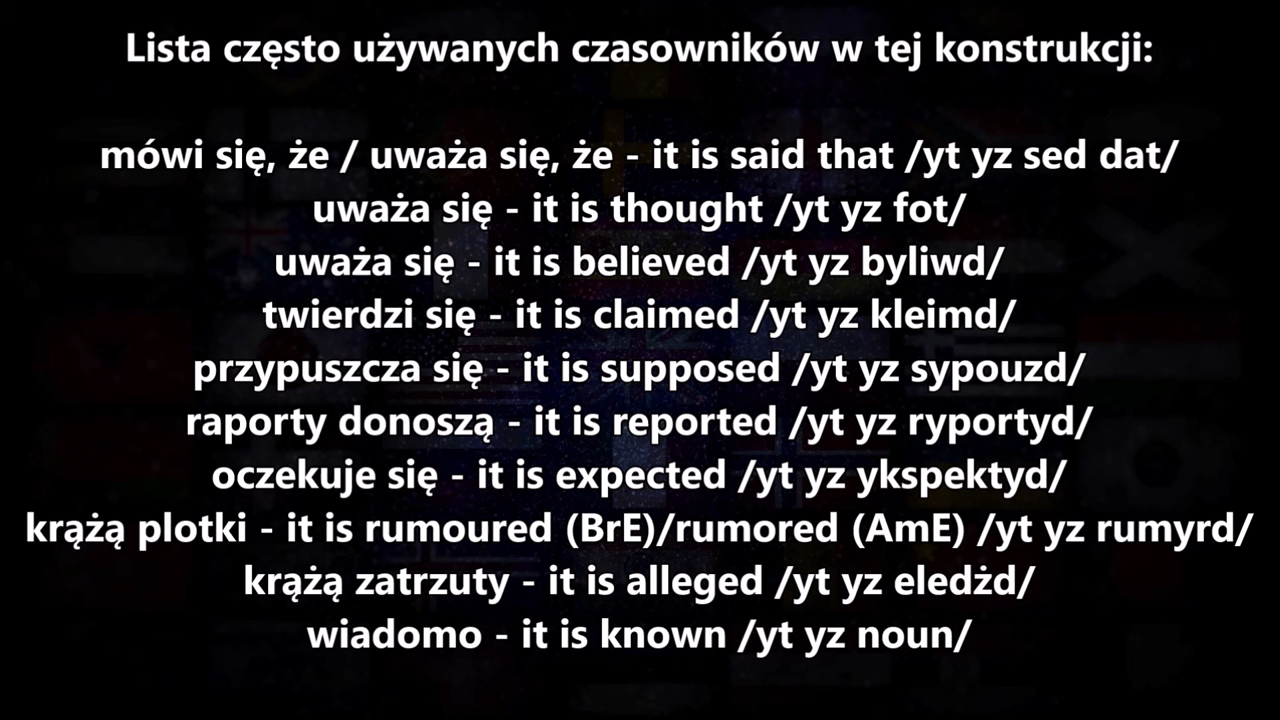 Lista często używanych czasowników w tej konstrukcji:
mówi się, że / uważa się, że - it is said that /yt yz sed dat/
uważa się - it is thought /yt yz fot/
uważa się - it is believed /yt yz byliwd/
twierdzi się - it is claimed /yt yz kleimd/
przypuszcza się - it is supposed /yt yz sypouzd/
raporty donoszą - it is reported /yt yz ryportyd/
oczekuje się - it is expected /yt yz ykspektyd/
krążą plotki - it is rumoured (BrE)/rumored (AmE) /yt yz rumyrd/
krążą zatrzuty - it is alleged /yt yz eledżd/
wiadomo - it is known /yt yz noun/